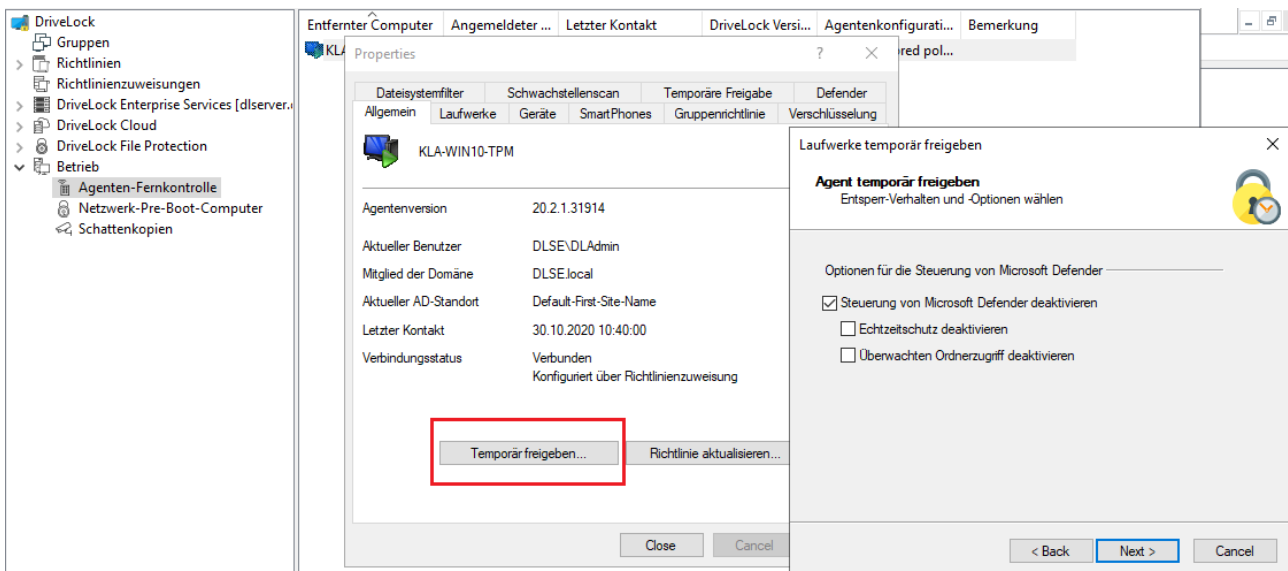 DriveLock
Gruppen
Richtlinien
Richtlinienzuweisungen
DriveLock Enterprise Services [dlserver.
DriveLock Cloud
DriveLock File Protection
Betrieb
Agenten-Fernkontrolle
Netzwerk-Pre-Boot-Computer
Schattenkopien
Entfernter Computer Angemeldeter ... Letzter Kontakt DriveLock Versi... Agentenkonfigurati... Bemerkung
KLA
ored pol...
Properties ?
Dateisystemfilter Schwachstellenscan Temporäre Freigabe Defender
Allgemein Laufwerke Geräte SmartPhones Gruppenrichtlinie Verschlüsselung
KLA-WIN10-TPM
Agentenversion 20.2.1.31914
Aktueller Benutzer DLSE\DLAdmin
Mitglied der Domäne DLSE.local
Aktueller AD-Standort Default-First-Site-Name
Letzter Kontakt 30.10.2020 10:40:00
Verbindungsstatus Verbunden
Konfiguriert über Richtlinienzuweisung
Temporär freigeben... Richtlinie aktualisieren...
Close Cancel
Laufwerke temporär freigeben
Agent temporär freigeben
Entsperr-Verhalten und -Optionen wählen
Optionen für die Steuerung von Microsoft Defender
Steuerung von Microsoft Defender deaktivieren
Echtzeitschutz deaktivieren
Überwachten Ordnerzugriff deaktivieren
< Back Next > Cancel